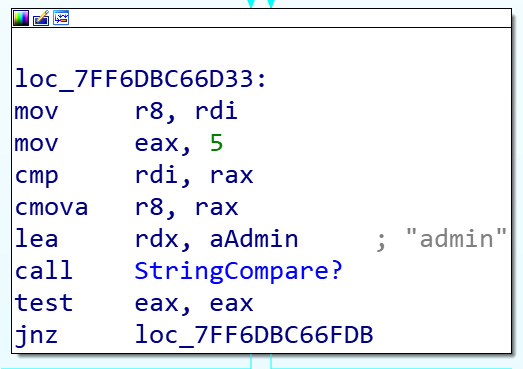 loc_7FF6DBC66D33:
mov     r8, rdi
mov     eax, 5
cmp     rdi, rax
cmova   r8, rax
lea     rdx, aAdmin     ; "admin"
call    StringCompare?
test    eax, eax
jnz     loc_7FF6DBC66FDB